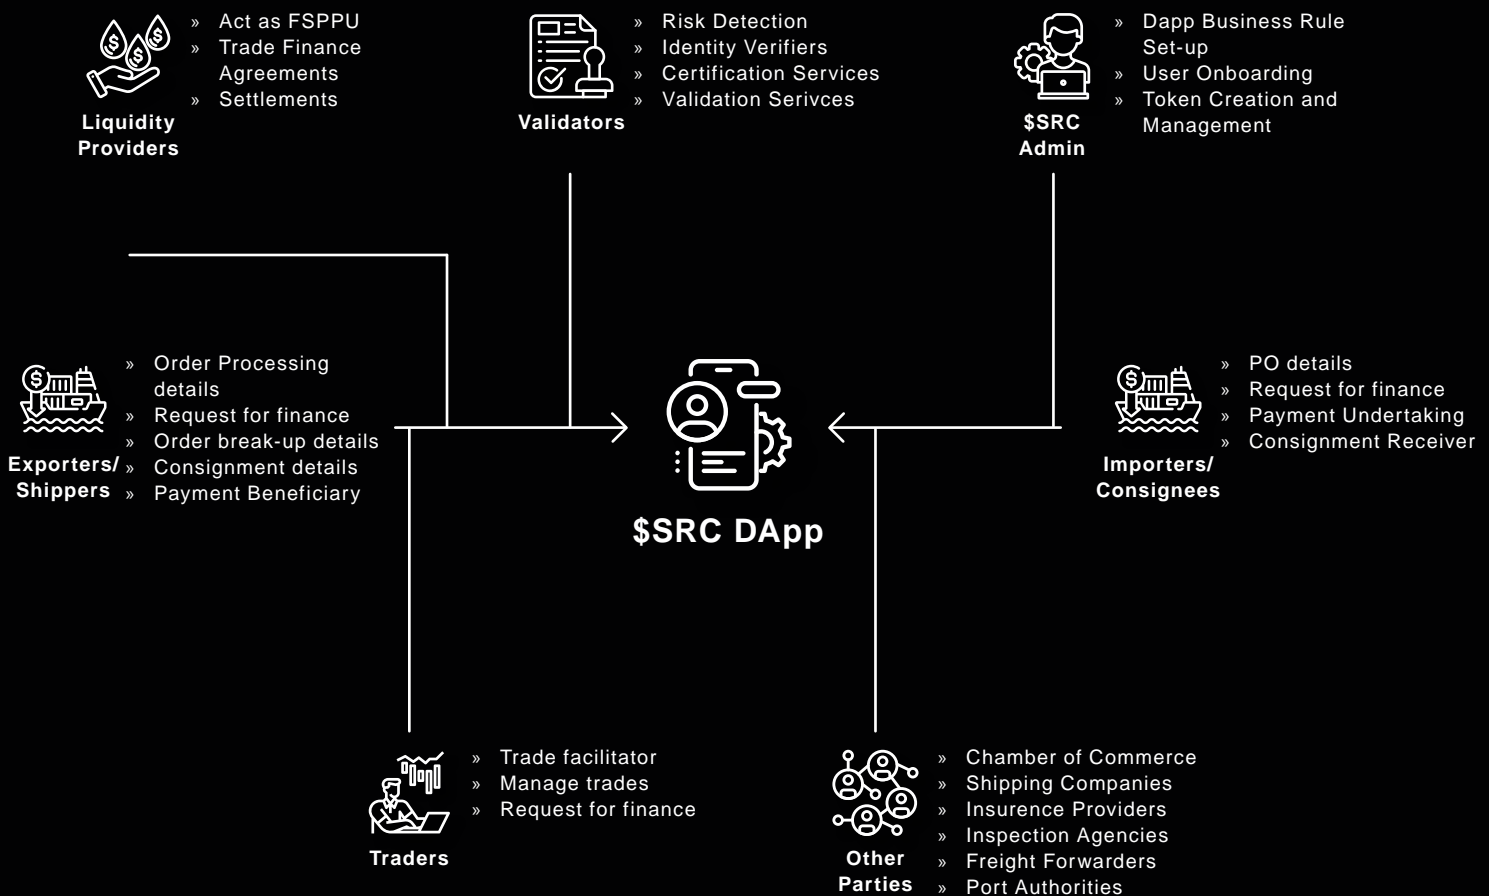 » Act as FSPPU
» Trade Finance
Agreements
» Settlements
Liquidity
Providers
» Risk Detection
» Identity Verifiers
» Certification Services
» Validation Serivces
Validators
» Dapp Business Rule
Set-up
» User Onboarding
» Token Creation and
Management
$SRC
Admin
» Order Processing
details
» Request for finance
» Order break-up details
» Consignment details
» Payment Beneficiary
Exporters/
Shippers
$SRC DApp
» PO details
» Request for finance
» Payment Undertaking
» Consignment Receiver
Importers/
Consignees
» Trade facilitator
» Manage trades
» Request for finance
Traders
» Chamber of Commerce
» Shipping Companies
» Insurence Providers
» Inspection Agencies
» Freight Forwarders
» Port Authorities
Other
Parties